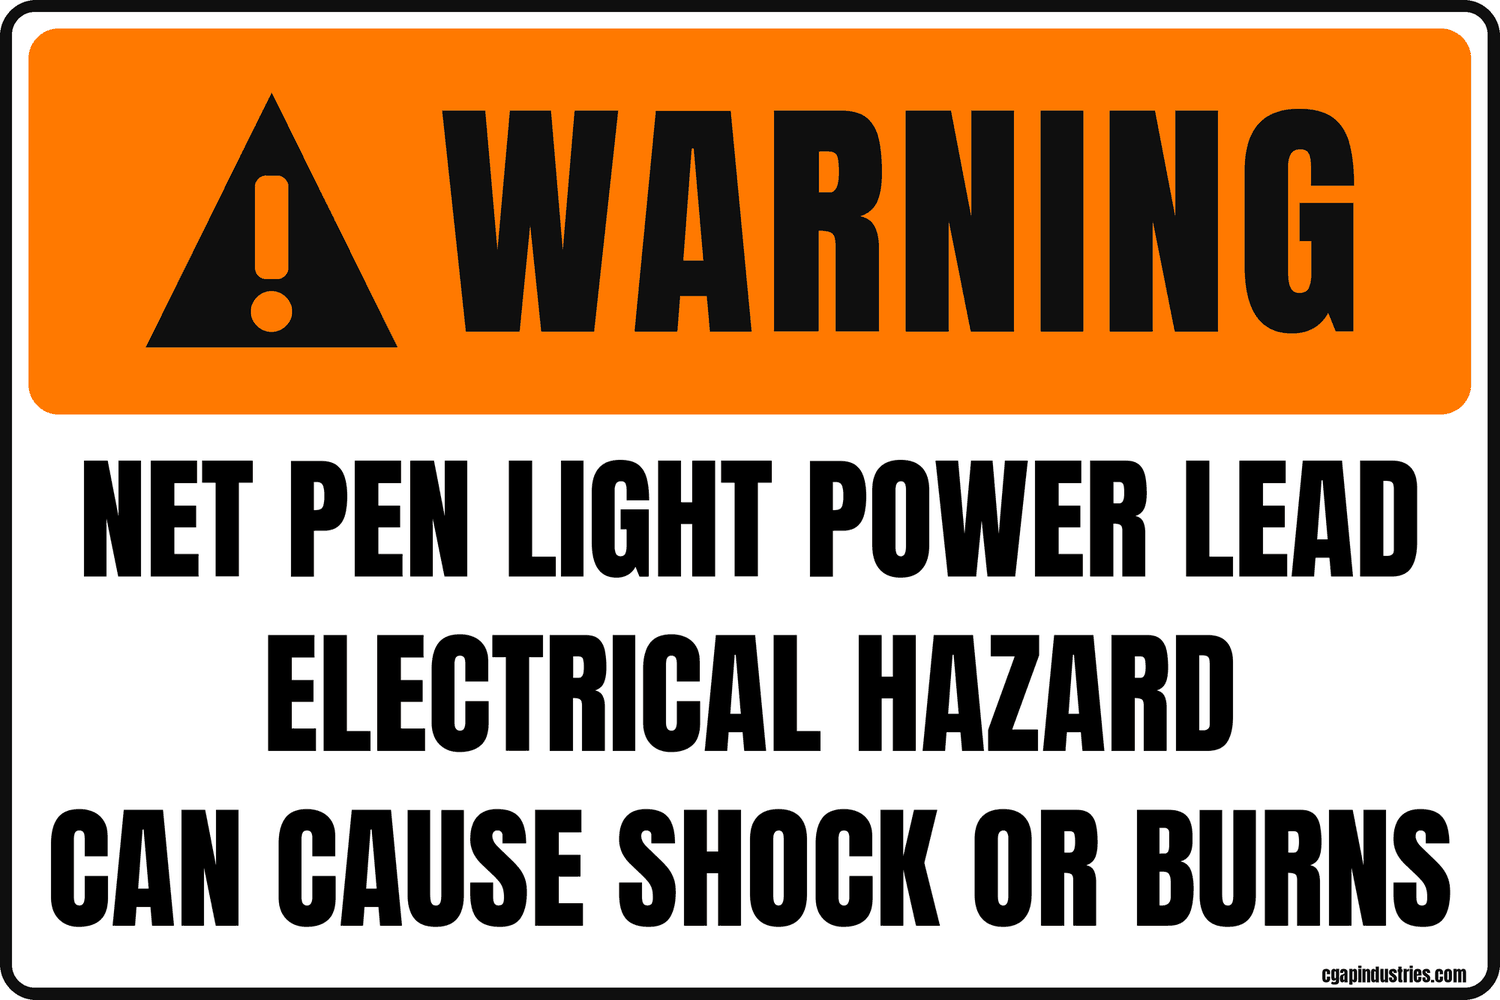 WARNING
NET PEN LIGHT POWER LEAD
ELECTRICAL HAZARD
CAN CAUSE SHOCK OR BURNS
cgapindustries.com